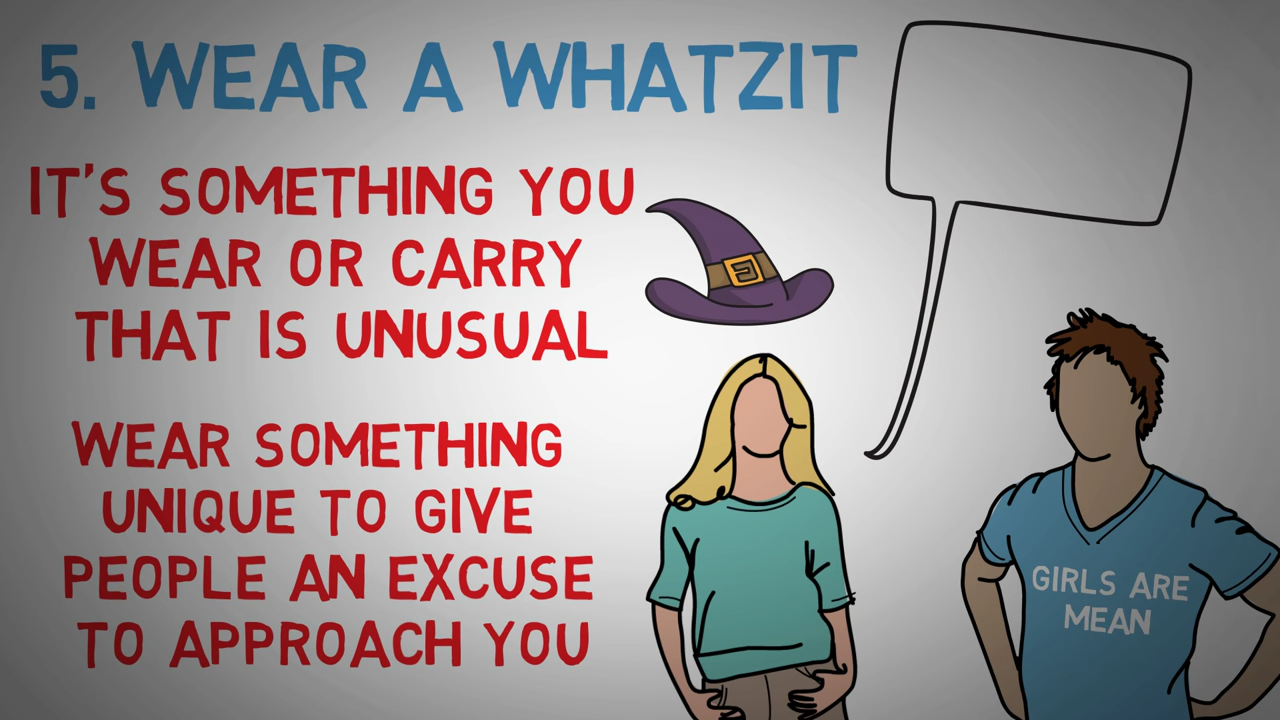 5. WEAR A WHATZIT
IT'S SOMETHING YOU
WEAR OR CARRY
THAT IS UNUSUAL
WEAR SOMETHING
UNIQUE TO GIVE
PEOPLE AN EXCUSE
TO APPROACH YOU
GIRLS ARE
MEAN